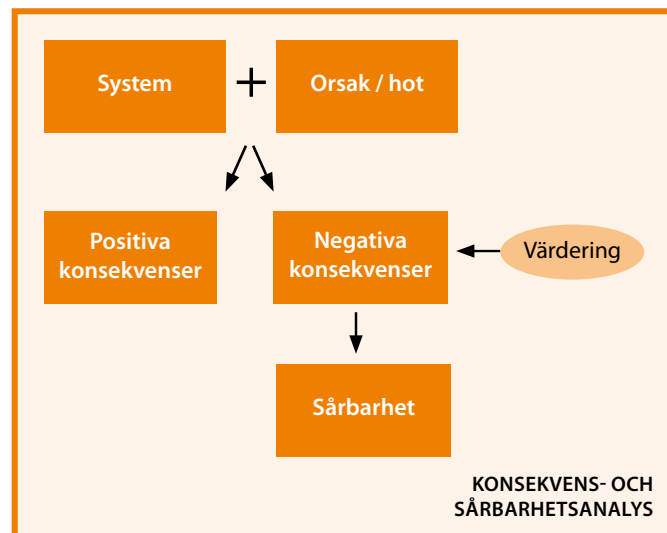 System
+
Orsak / hot
Positiva
konsekvenser
Negativa
konsekvenser
Värdering
Sårbarhet
KONSEKVENS- OCH
SÅRBARHETSANALYS